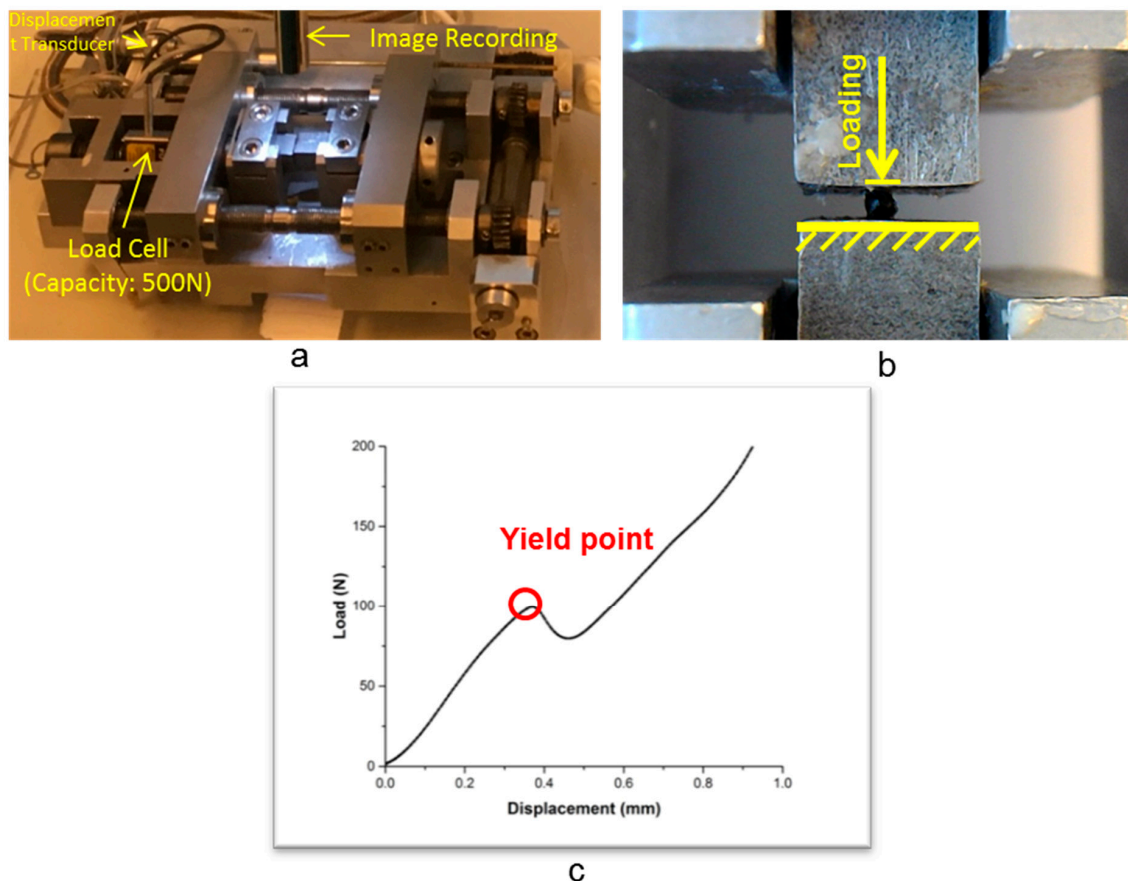 Displacemen
t Transducer
Image Recording
Load Cell
(Capacity: 500N)
a
Loading
b
200
150
100
50
0
Load (N)
Yield point
0.0
0.2
0.4
0.6
0.8
1.0
Displacement (mm)
c